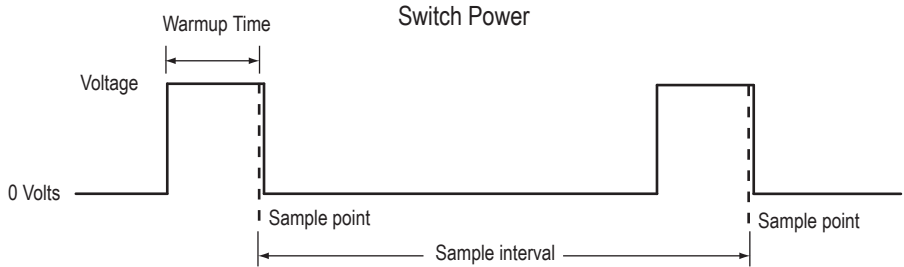 Switch Power
Warmup Time
Voltage
0 Volts
Sample point
Sample point
Sample interval